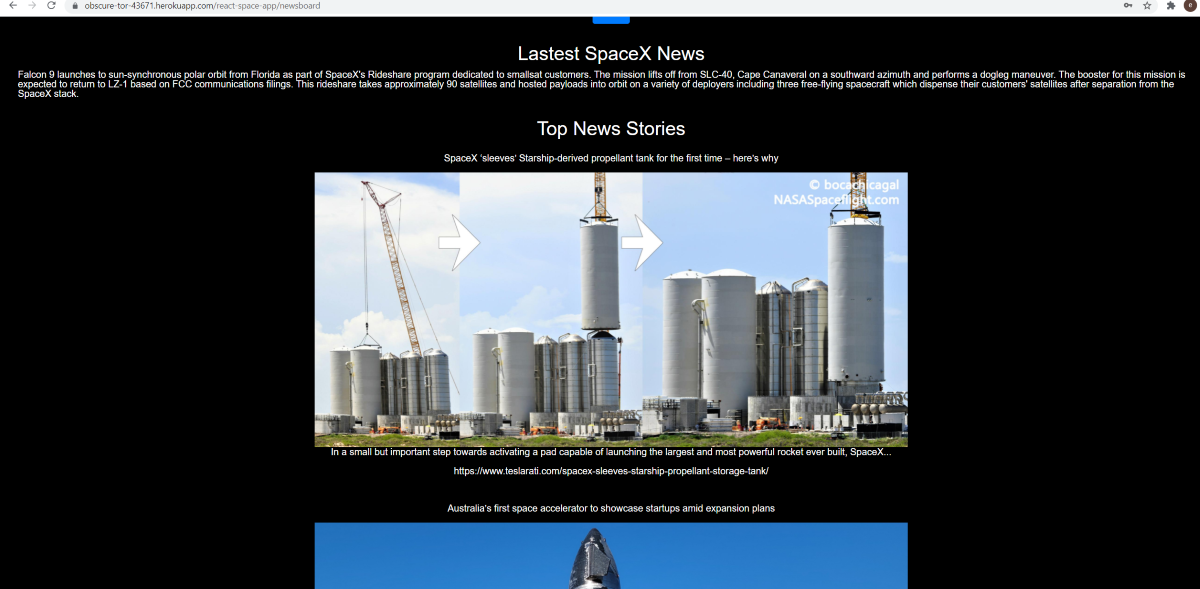 obscure-tor-43671.herokuapp.com/react-space-app/newsboard
e
Lastest SpaceX News
Falcon 9 launches to sun-synchronous polar orbit from Florida as part of SpaceX's Rideshare program dedicated to smallsat customers. The mission lifts off from SLC-40, Cape Canaveral on a southward azimuth and performs a dogleg maneuver. The booster for this mission is
expected to return to LZ-1 based on FCC communications filings. This rideshare takes approximately 90 satellites and hosted payloads into orbit on a variety of deployers including three free-flying spacecraft which dispense their customers' satellites after separation from the
SpaceX stack.
Top News Stories
SpaceX 'sleeves' Starship-derived propellant tank for the first time – here's why
© bocachicagal
NASASpaceflight.com
In a small but important step towards activating a pad capable of launching the largest and most powerful rocket ever built, SpaceX...
https://www.teslarati.com/spacex-sleeves-starship-propellant-storage-tank/
Australia's first space accelerator to showcase startups amid expansion plans